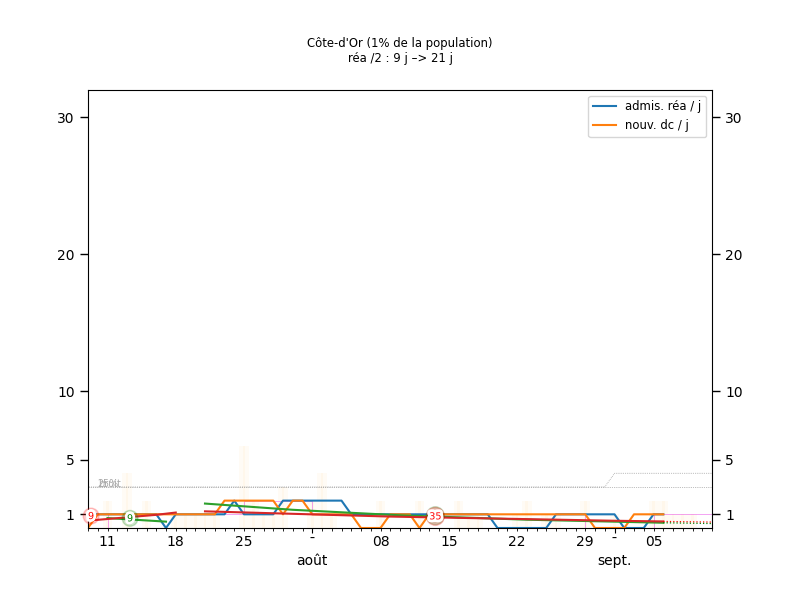 Côte-d'Or (1% de la population)
réa /2 : 9 j –> 21 j
admis. réa / j
nouv. dc / j
30 30
20 20
10 10
5 5
1 1
9 9 35
11 18 25 - 08 15 22 29 - 05
août sept.